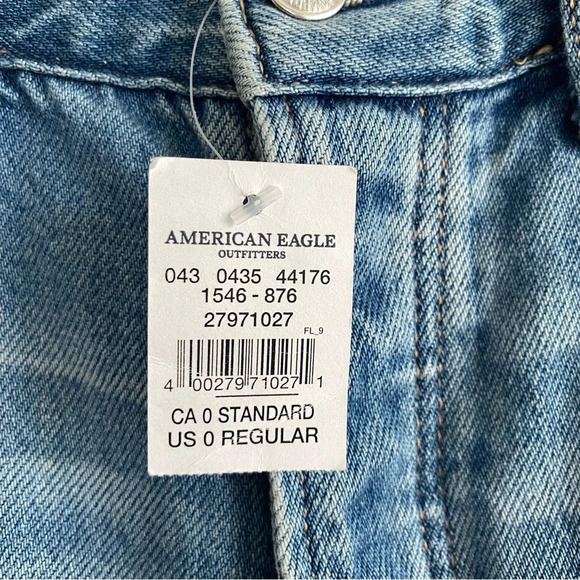 AMERICAN EAGLE
OUTFITTERS
043 0435 44176
1546 - 876
27971027
FL_9
4 00279 71027 1
CA 0 STANDARD
US 0 REGULAR